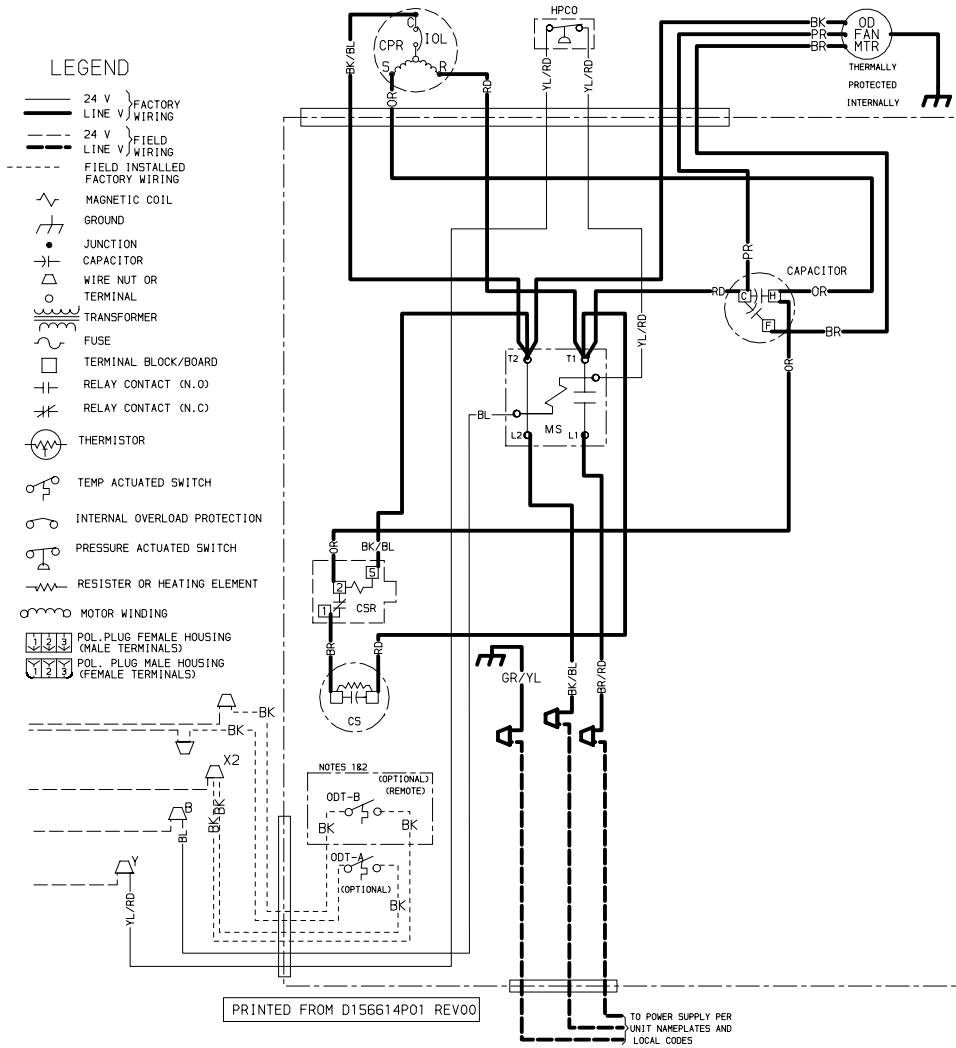 HPCO
C
IOL
CPR
S
R
BK/BL
OR
RD
YL/RD
YL/RD
BK
PR
BR
OD
FAN
MTR
THERMALLY
PROTECTED
INTERNALLY
LEGEND
24 V
LINE V
FACTORY
WIRING
24 V
LINE V
FIELD
WIRING
FIELD INSTALLED
FACTORY WIRING
MAGNETIC COIL
GROUND
JUNCTION
CAPACITOR
WIRE NUT OR
TERMINAL
TRANSFORMER
FUSE
TERMINAL BLOCK/BOARD
RELAY CONTACT (N.O)
RELAY CONTACT (N.C)
THERMISTOR
TEMP ACTUATED SWITCH
INTERNAL OVERLOAD PROTECTION
PRESSURE ACTUATED SWITCH
RESISTER OR HEATING ELEMENT
MOTOR WINDING
1 2 3
POL.PLUG FEMALE HOUSING
(MALE TERMINALS)
1 2 3
POL. PLUG MALE HOUSING
(FEMALE TERMINALS)
PR
CAPACITOR
RD
C
H
OR
F
BR
OR
YL/RD
T2
T1
BL
MS
L2
L1
OR
BK/BL
5
2
1
CSR
BR
RD
CS
GR/YL
BK/BL
BR/RD
BK
BK
X2
BK
BK
B
BL
Y
YL/RD
NOTES 1&2
(OPTIONAL)
(REMOTE)
ODT-B
BK
BK
ODT-A
(OPTIONAL)
BK
PRINTED FROM D156614P01 REV00
TO POWER SUPPLY PER
UNIT NAMEPLATES AND
LOCAL CODES